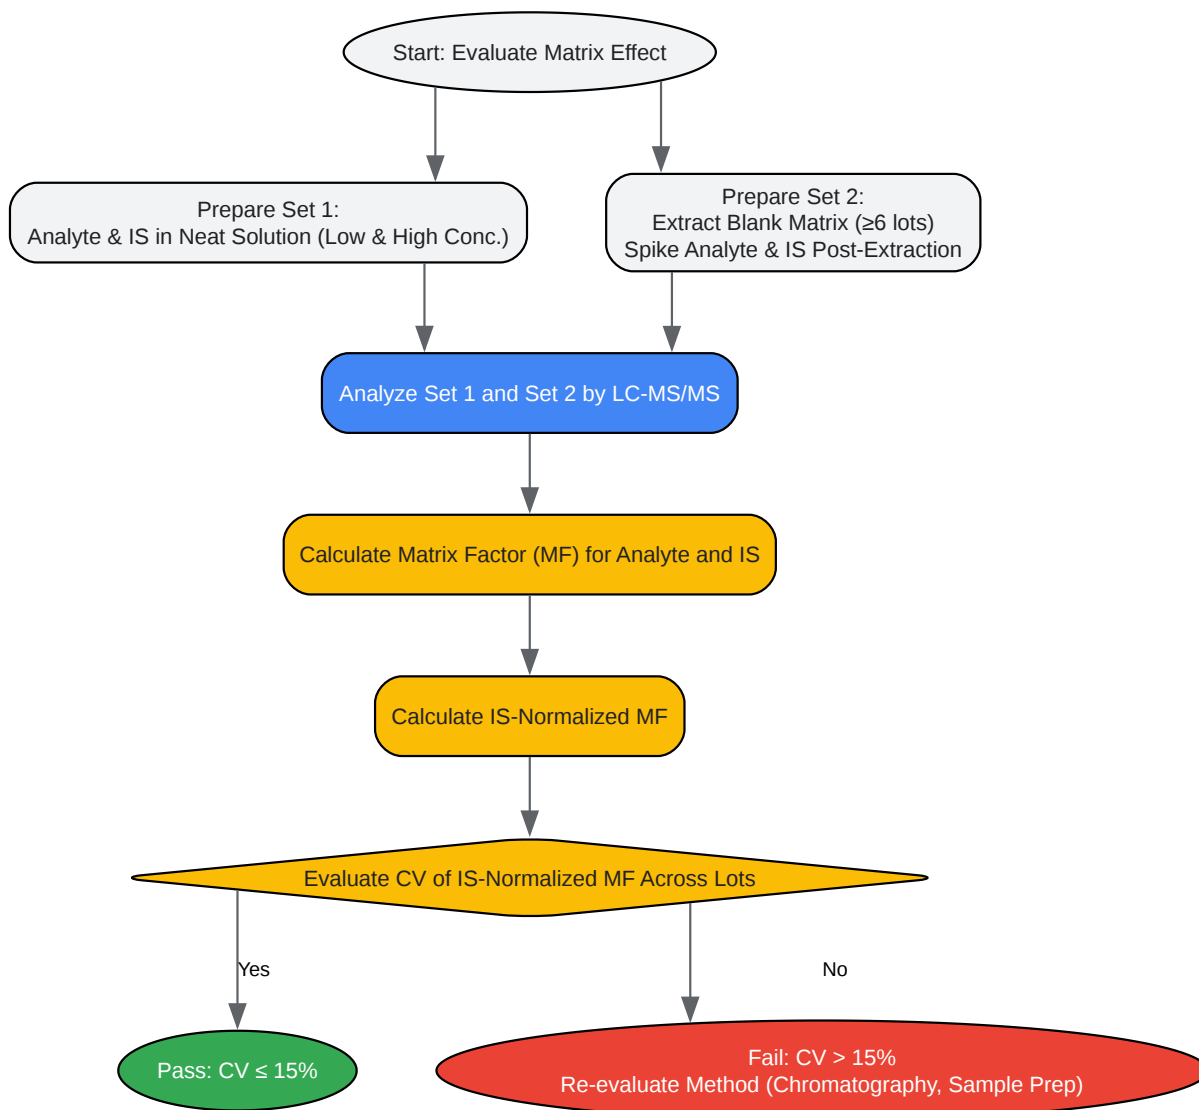 Start: Evaluate Matrix Effect
Prepare Set 1:
Analyte & IS in Neat Solution (Low & High Conc.)
Prepare Set 2:
Extract Blank Matrix (≥6 lots)
Spike Analyte & IS Post-Extraction
Analyze Set 1 and Set 2 by LC-MS/MS
Calculate Matrix Factor (MF) for Analyte and IS
Calculate IS-Normalized MF
Evaluate CV of IS-Normalized MF Across Lots
Yes
No
Pass: CV ≤ 15%
Fail: CV > 15%
Re-evaluate Method (Chromatography, Sample Prep)